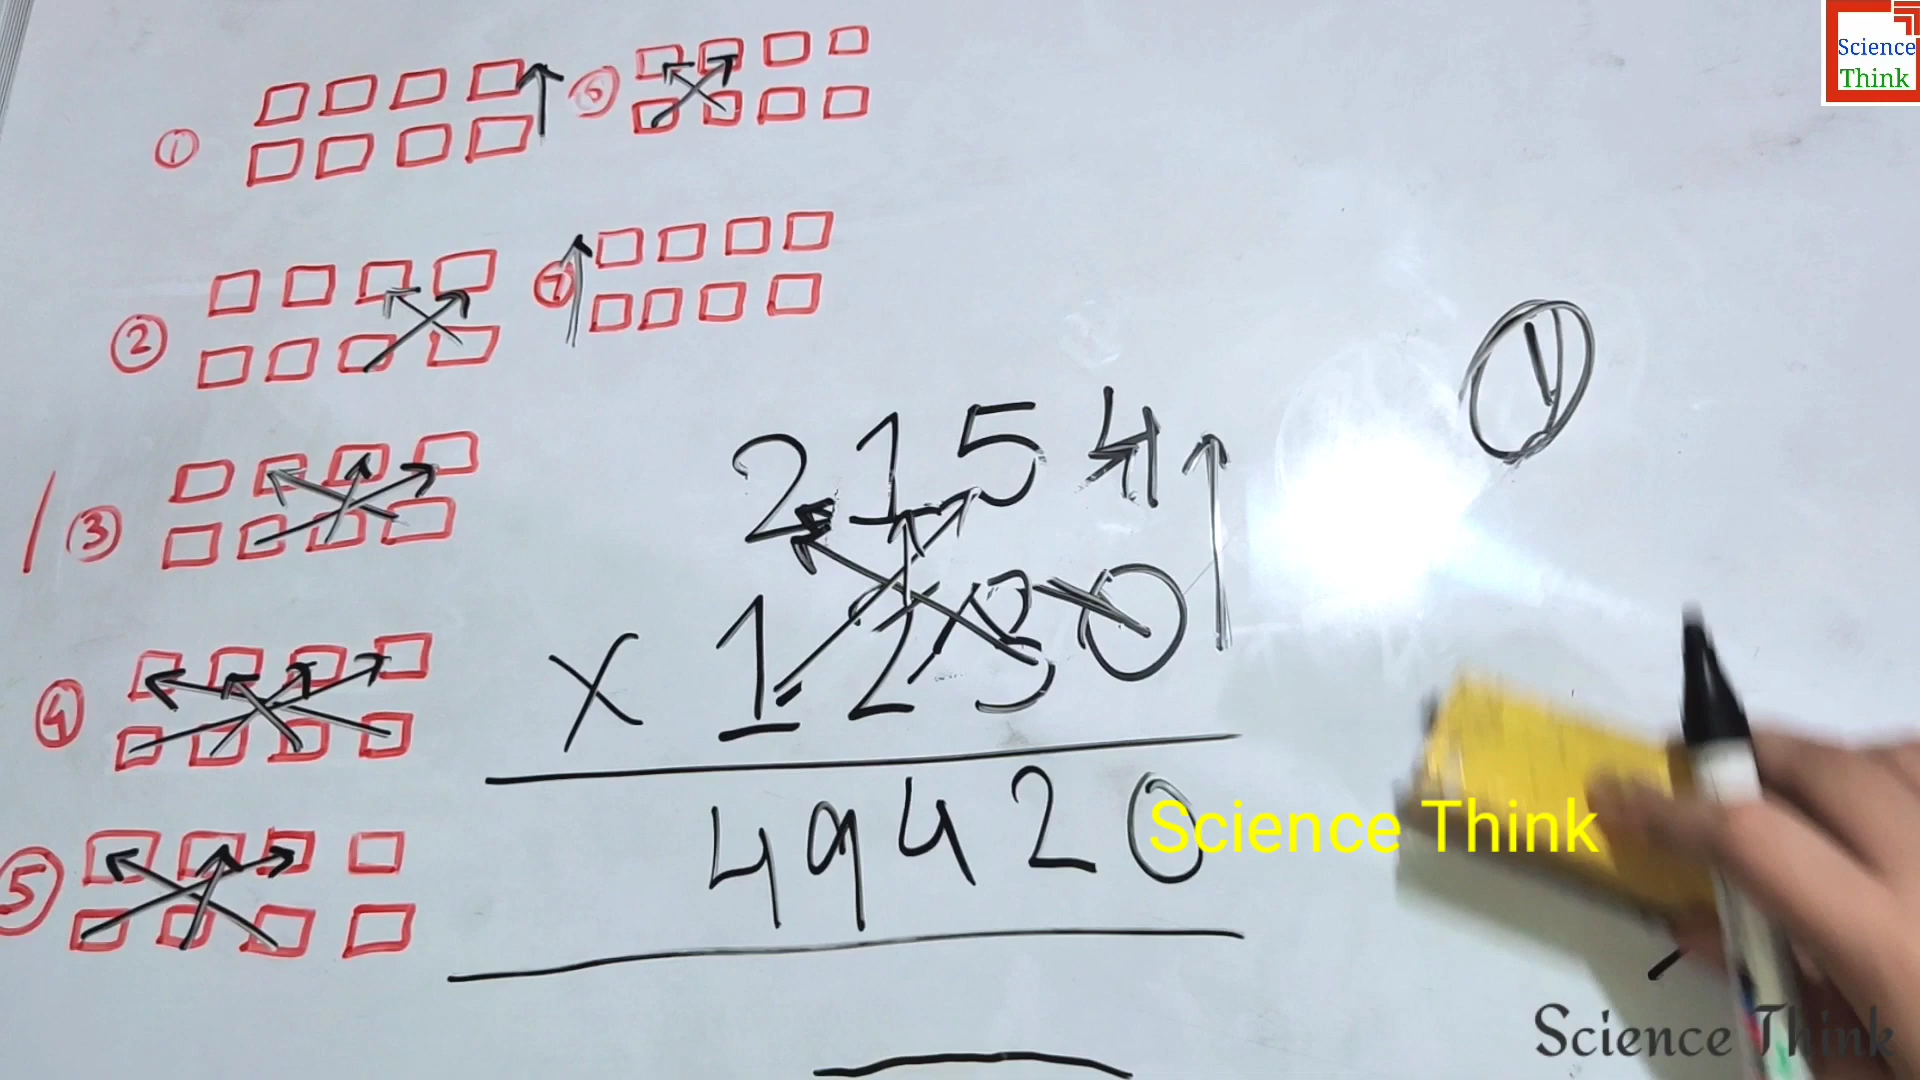 Science
Think
①
⑥
②
⑦
③
④
⑤
2154
× 1230
49420
1
Science Think
Science Think